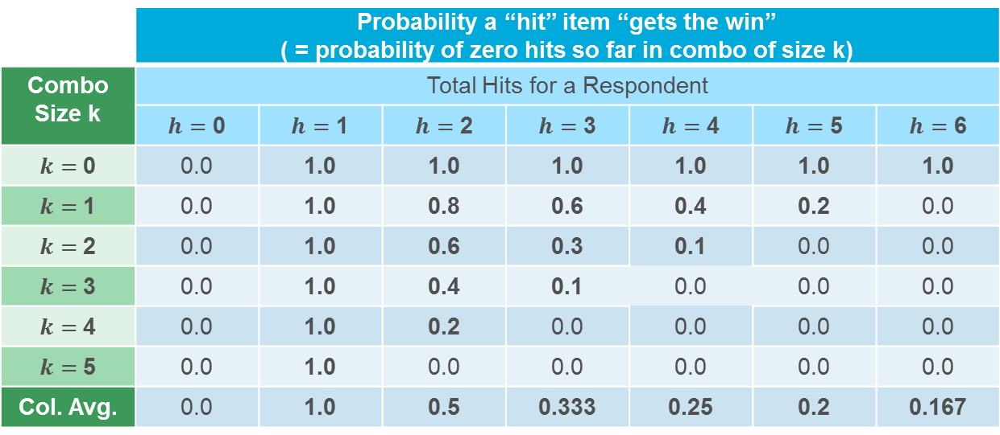 Probability a “hit” item “gets the win”
( = probability of zero hits so far in combo of size k)
Combo
Size k
Total Hits for a Respondent
h = 0 h = 1 h = 2 h = 3 h = 4 h = 5 h = 6
k = 0 0.0 1.0 1.0 1.0 1.0 1.0 1.0
k = 1 0.0 1.0 0.8 0.6 0.4 0.2 0.0
k = 2 0.0 1.0 0.6 0.3 0.1 0.0 0.0
k = 3 0.0 1.0 0.4 0.1 0.0 0.0 0.0
k = 4 0.0 1.0 0.2 0.0 0.0 0.0 0.0
k = 5 0.0 1.0 0.0 0.0 0.0 0.0 0.0
Col. Avg. 0.0 1.0 0.5 0.333 0.25 0.2 0.167